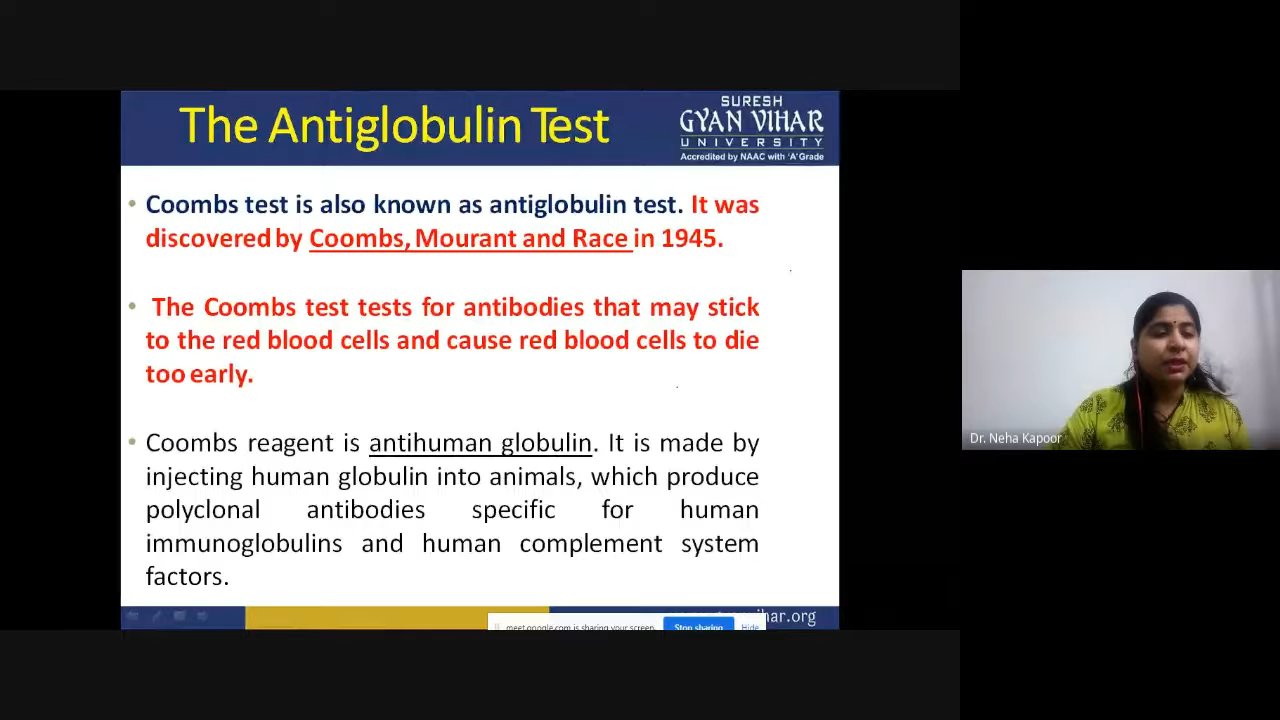 The Antiglobulin Test
SURESH
GYAN VIHAR
UNIVERSITY
Accredited by NAAC with 'A' Grade
• Coombs test is also known as antiglobulin test. It was
discovered by Coombs, Mourant and Race in 1945.
• The Coombs test tests for antibodies that may stick
to the red blood cells and cause red blood cells to die
too early.
• Coombs reagent is antihuman globulin. It is made by
injecting human globulin into animals, which produce
polyclonal antibodies specific for human
immunoglobulins and human complement system
factors.
har.org
meet.google.com is sharing your screen.
Stop sharing
Hide
Dr. Neha Kapoor